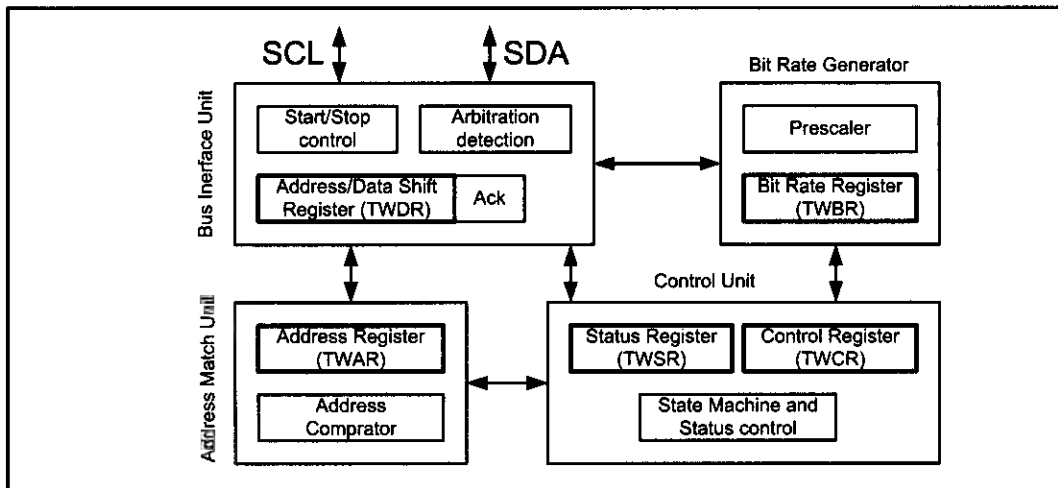 SCL
SDA
Bit Rate Generator
Bus Inerface Unit
Start/Stop
control
Arbitration
detection
Prescaler
Address/Data Shift
Register (TWDR)
Ack
Bit Rate Register
(TWBR)
Control Unit
Address Match Unit
Address Register
(TWAR)
Status Register
(TWSR)
Control Register
(TWCR)
Address
Comprator
State Machine and
Status control